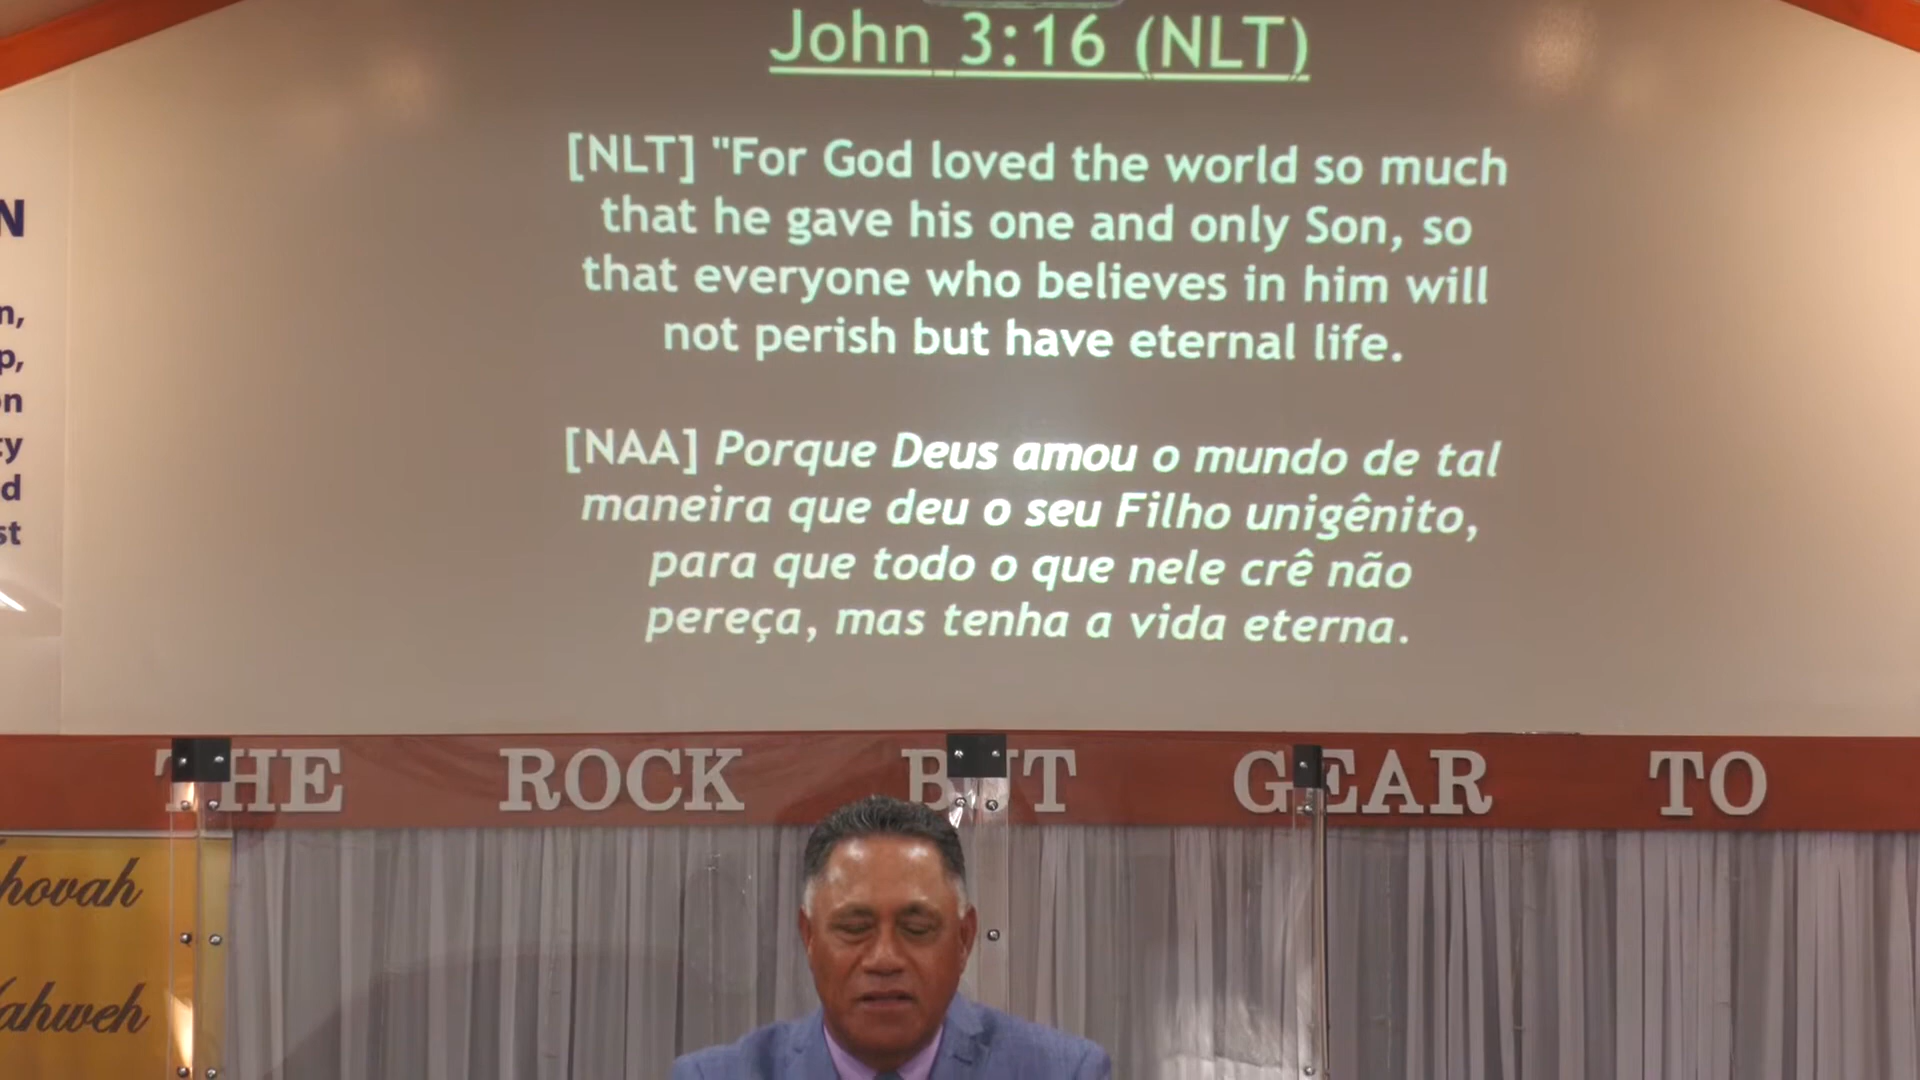 John 3:16 (NLT)
[NLT] "For God loved the world so much
that he gave his one and only Son, so
that everyone who believes in him will
not perish but have eternal life.
[NAA] Porque Deus amou o mundo de tal
maneira que deu o seu Filho unigênito,
para que todo o que nele crê não
pereça, mas tenha a vida eterna.
THE ROCK BUT GEAR TO